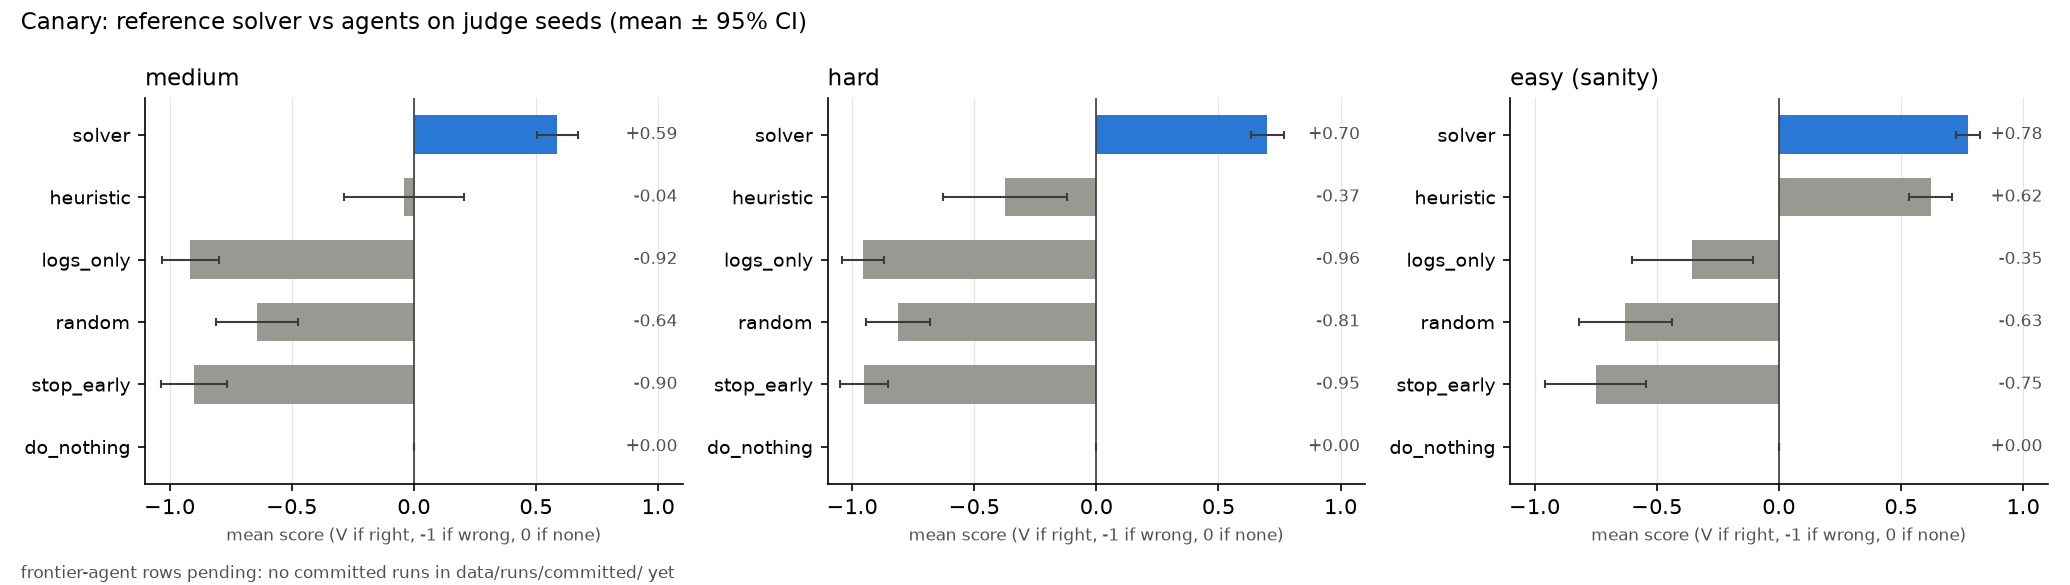 Canary: reference solver vs agents on judge seeds (mean ± 95% CI)
medium
solver
+0.59
heuristic
-0.04
logs_only
-0.92
random
-0.64
stop_early
-0.90
do_nothing
+0.00
−1.0 −0.5 0.0 0.5 1.0
mean score (V if right, -1 if wrong, 0 if none)
hard
solver
+0.70
heuristic
-0.37
logs_only
-0.96
random
-0.81
stop_early
-0.95
do_nothing
+0.00
−1.0 −0.5 0.0 0.5 1.0
mean score (V if right, -1 if wrong, 0 if none)
easy (sanity)
solver
+0.78
heuristic
+0.62
logs_only
-0.35
random
-0.63
stop_early
-0.75
do_nothing
+0.00
−1.0 −0.5 0.0 0.5 1.0
mean score (V if right, -1 if wrong, 0 if none)
frontier-agent rows pending: no committed runs in data/runs/committed/ yet